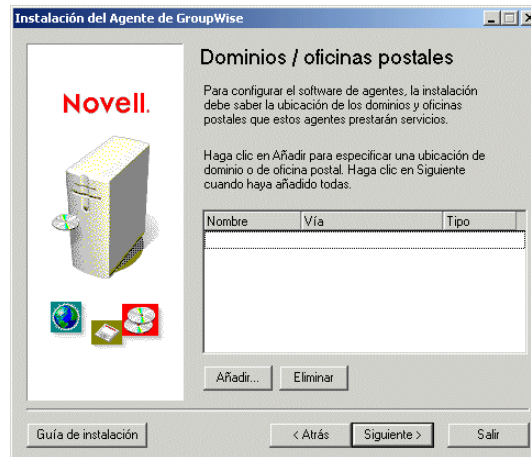 Instalación del Agente de GroupWise
Novell.
Dominios / oficinas postales
Para configurar el software de agentes, la instalación
debe saber la ubicación de los dominios y oficinas
postales que estos agentes prestarán servicios.
Haga clic en Añadir para especificar una ubicación de
dominio o de oficina postal. Haga clic en Siguiente
cuando haya añadido todas.
Nombre Vía Tipo
Añadir... Eliminar
Guía de instalación < Atrás Siguiente > Salir